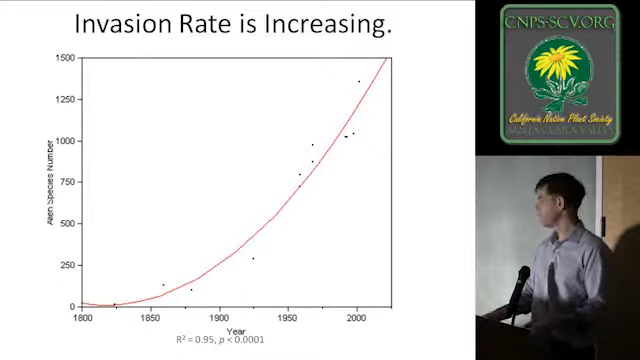 Invasion Rate is Increasing.
1500
1250
1000
750
500
250
0
Alien Species Number
1800
1850
1900
1950
2000
Year
R² = 0.95, p < 0.0001
CNPS-SCV.ORG
California Native Plant Society
SANTA CLARA VALLEY